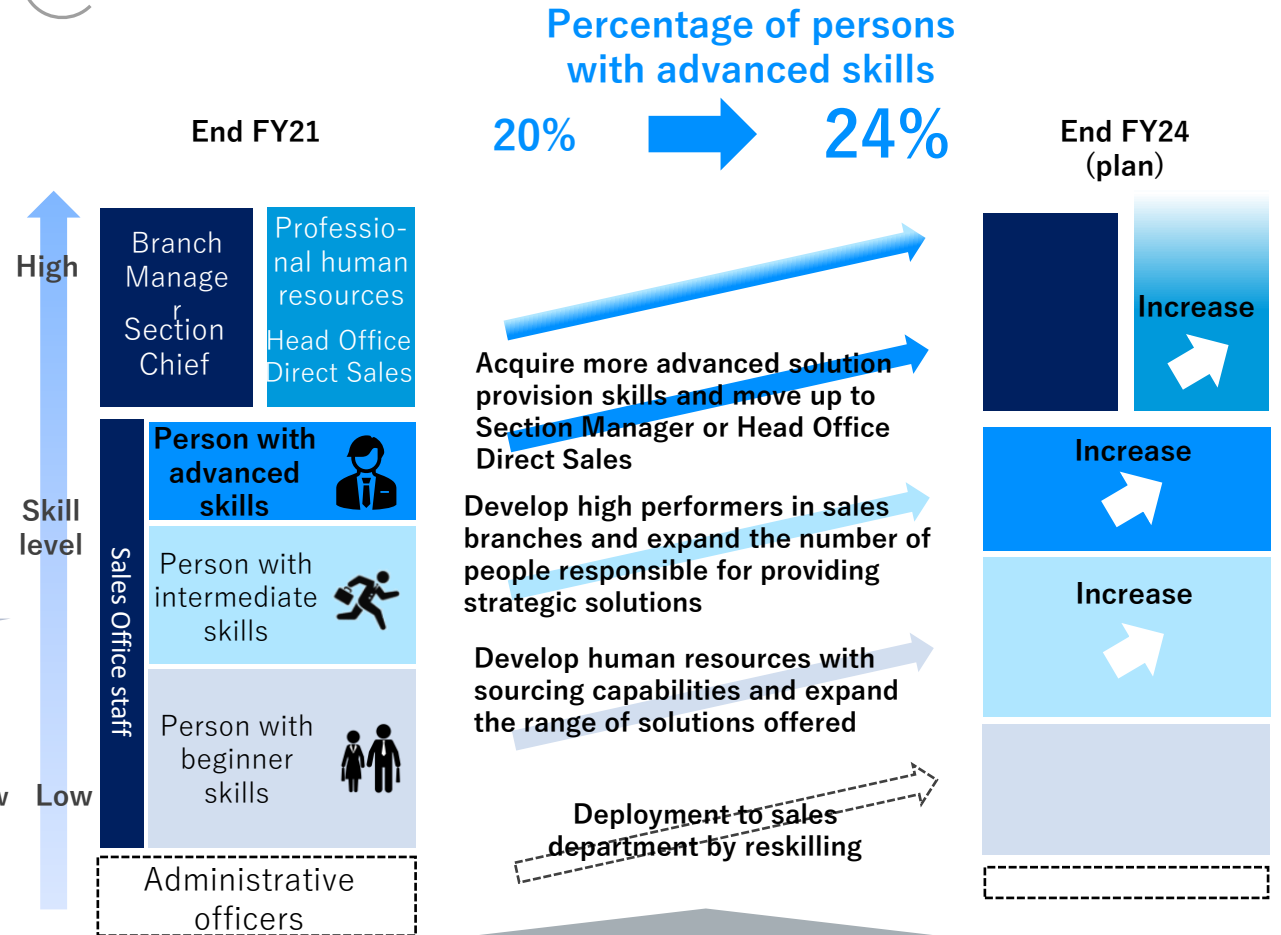 Percentage of persons
with advanced skills
End FY21
20%
24%
End FY24
(plan)
High
Skill
level
Low
Branch
Manage
r
Section
Chief
Professio-
nal human
resources
Head Office
Direct Sales
Sales Office staff
Person with
advanced
skills
Person with
intermediate
skills
Person with
beginner
skills
Administrative
officers
Acquire more advanced solution
provision skills and move up to
Section Manager or Head Office
Direct Sales
Develop high performers in sales
branches and expand the number of
people responsible for providing
strategic solutions
Develop human resources with
sourcing capabilities and expand
the range of solutions offered
Deployment to sales
department by reskilling
Increase
Increase
Increase